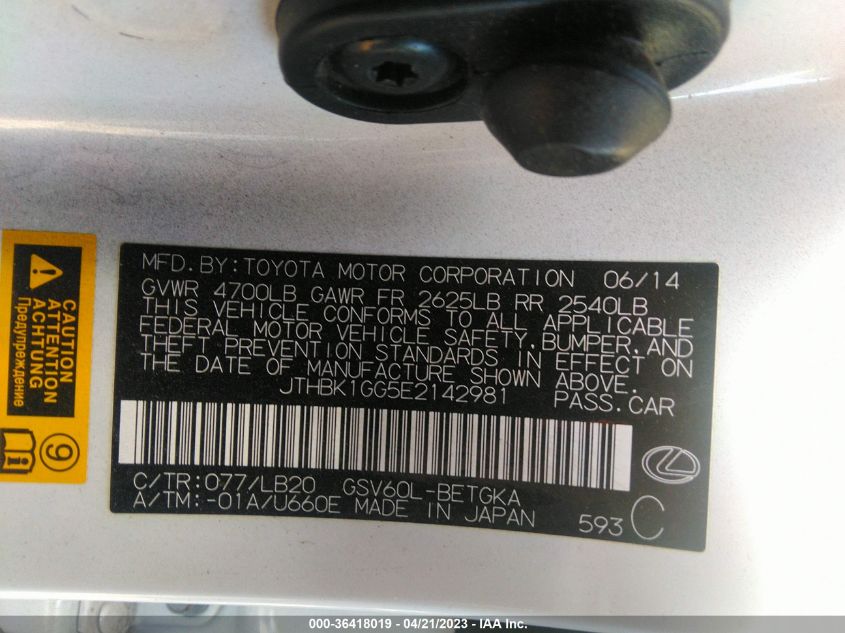 MFD.BY:TOYOTA MOTOR CORPORATION 06/14
GVWR 4700LB GAWR FR 2625LB RR 2540LB
THIS VEHICLE CONFORMS TO ALL APPLICABLE
FEDERAL MOTOR VEHICLE SAFETY,BUMPER,AND
THEFT PREVENTION STANDARDS IN EFFECT ON
THE DATE OF MANUFACTURE SHOWN ABOVE.
JTHBK1GG5E2142981 PASS.CAR
C/TR:077/LB20 GSV60L-BETGKA
A/TM:-01A/U660E MADE IN JAPAN 593 C
CAUTION
ATTENTION
ACHTUNG
Предупреждение
9
000-36418019 / 04/21/2023 - IAA Inc.